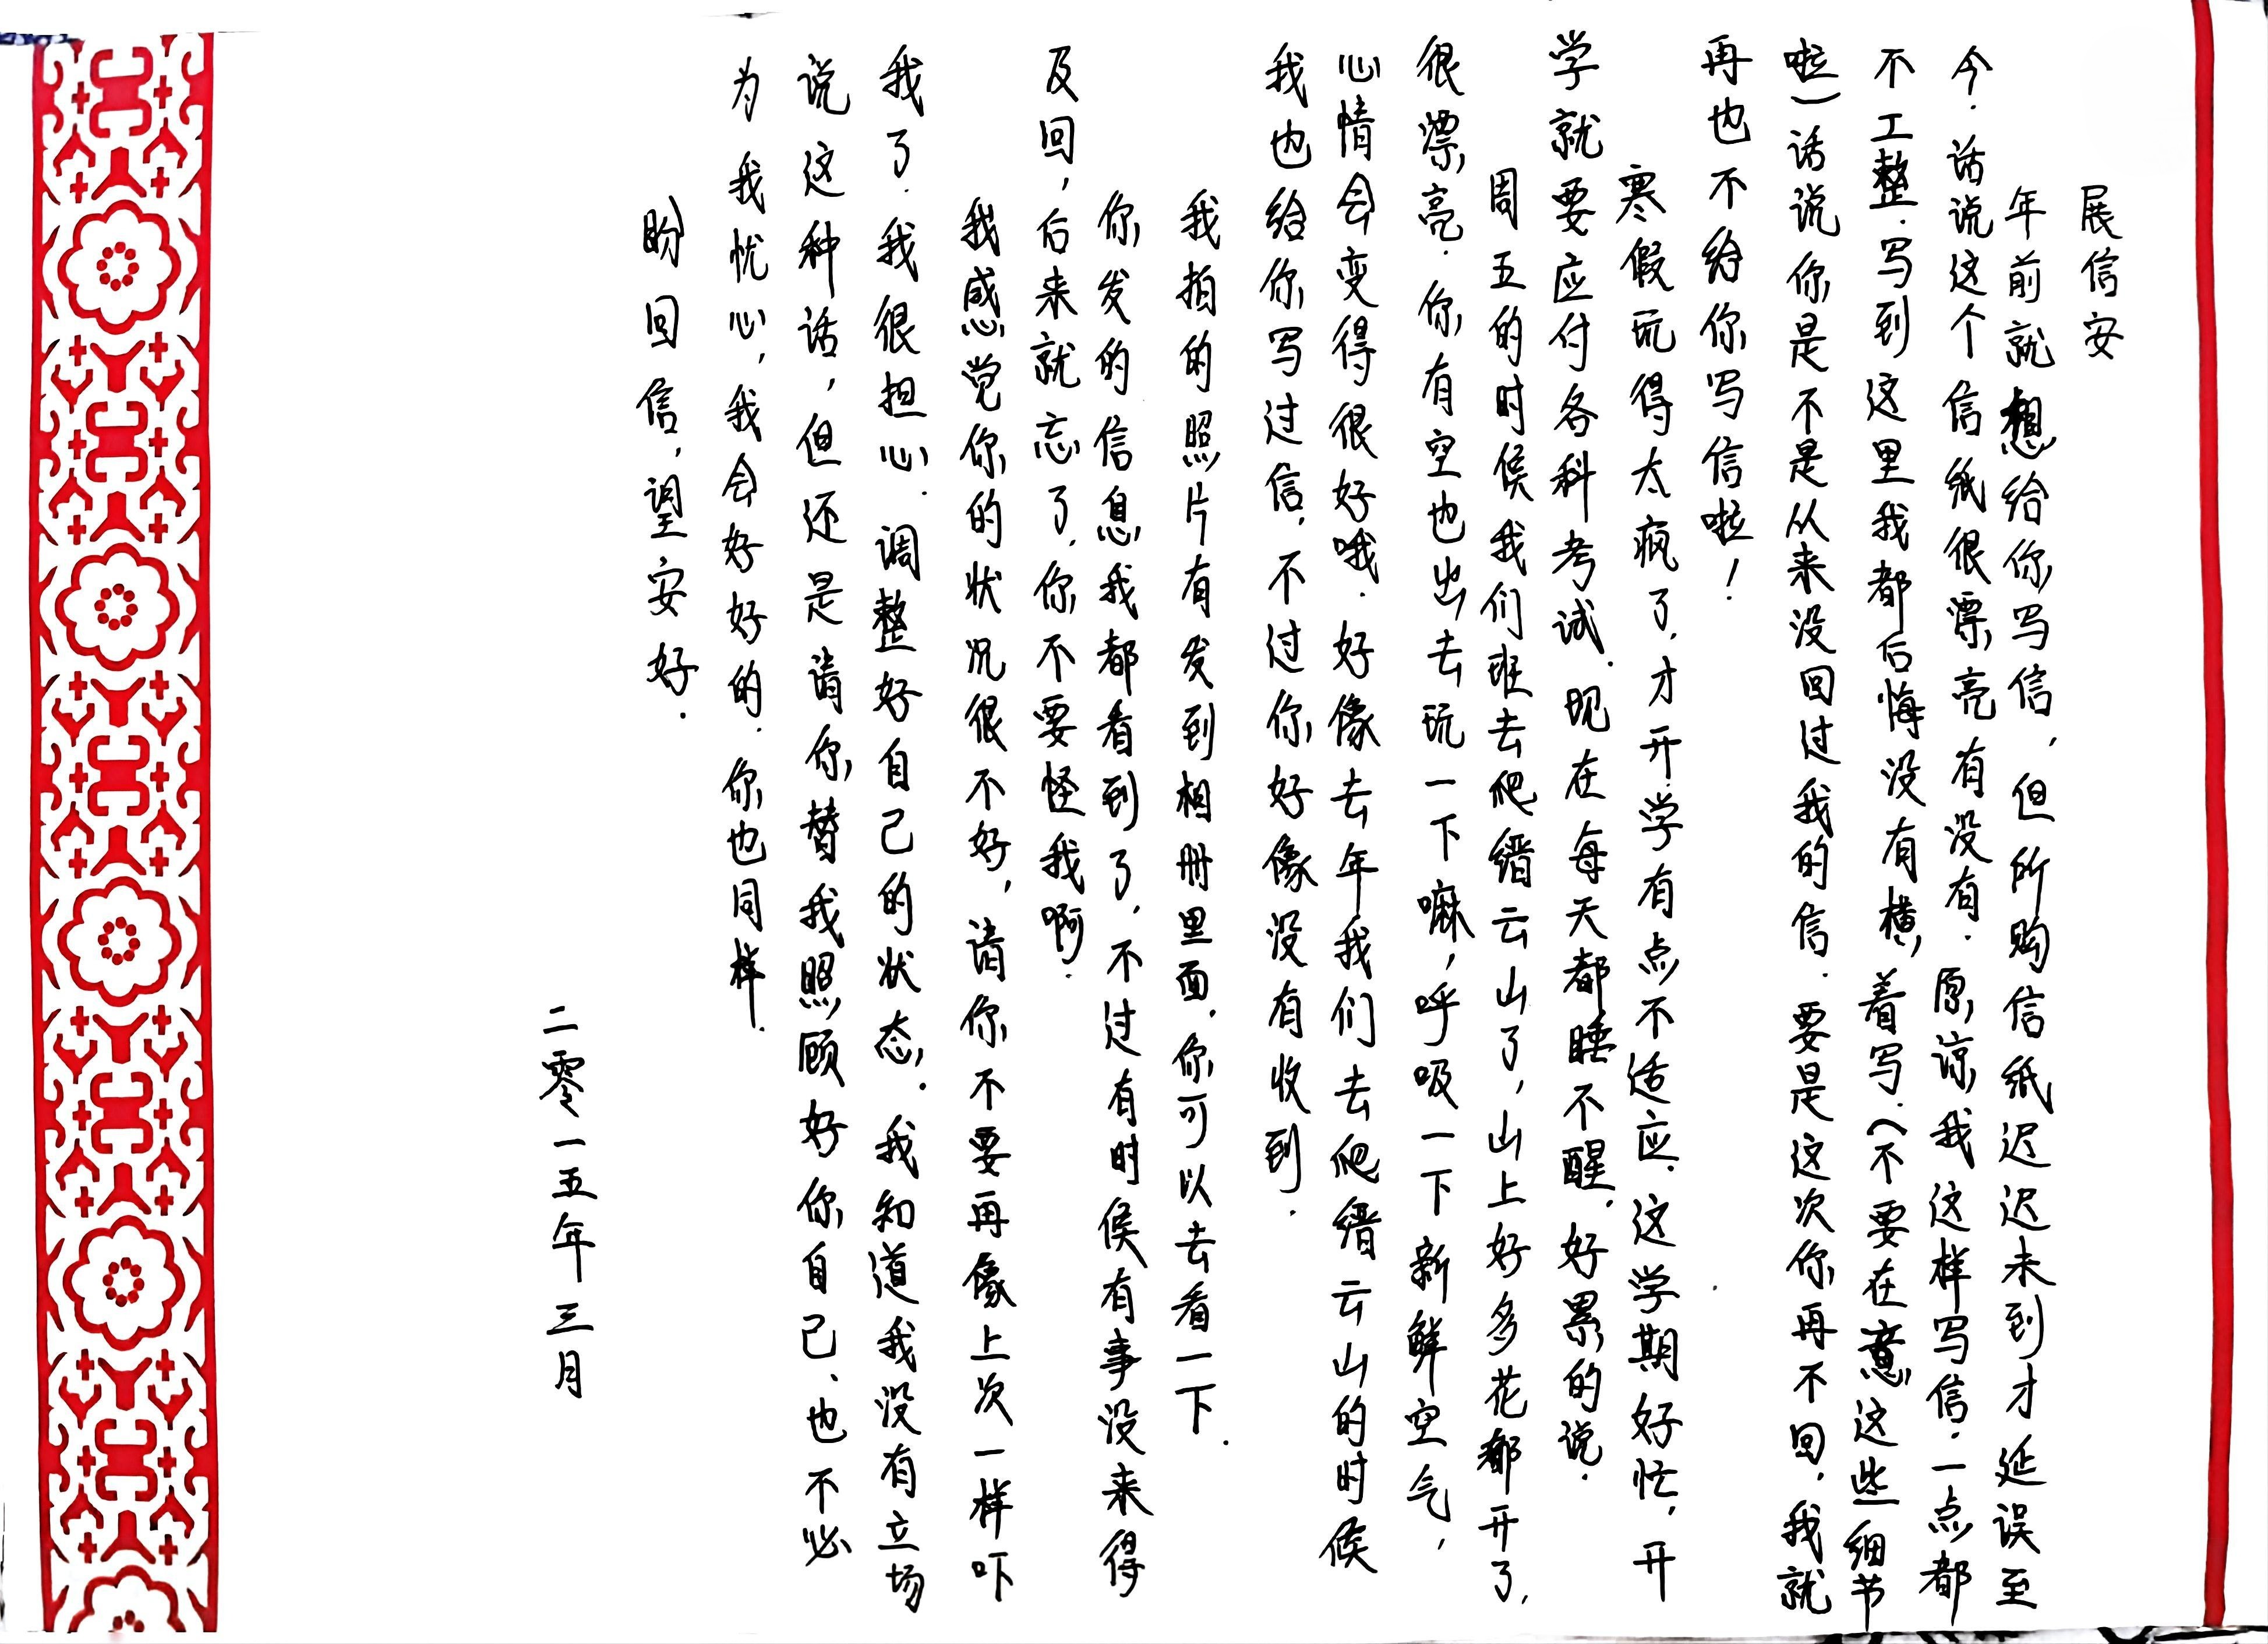 展信安
年前就想给你写信，但所购信纸迟迟未到才延误至
今．话说这个信纸很漂亮有没有．原谅我这样写信．一点都
不工整．写到这里我都后悔没有横着写．（不要在意这些细节
啦）话说你是不是从来没回过我的信．要是这次你再不回，我就
再也不给你写信啦！
寒假玩得太疯了，才开学有点不适应．这学期好忙，开
学就要应付各科考试．现在每天都睡不醒．好累的说．
周五的时侯我们班去爬缙云山了，山上好多花都开了，
很漂亮．你有空也出去玩一下嘛，呼吸一下新鲜空气，
心情会变得很好哦．好像去年我们去爬缙云山的时侯
我也给你写过信，不过你好像没有收到．
我拍的照片有发到相册里面，你可以去看一下．
你发的信息我都看到了，不过有时侯有事没来得
及回，后来就忘了，你不要怪我啊．
我感觉你的状况很不好，请你不要再像上次一样吓
我了．我很担心．调整好自己的状态．我知道我没有立场
说这种话，但还是请你替我照顾好你自己、也不必
为我忧心，我会好好的．你也同样．
盼回信，望安好．
二零一五年三月